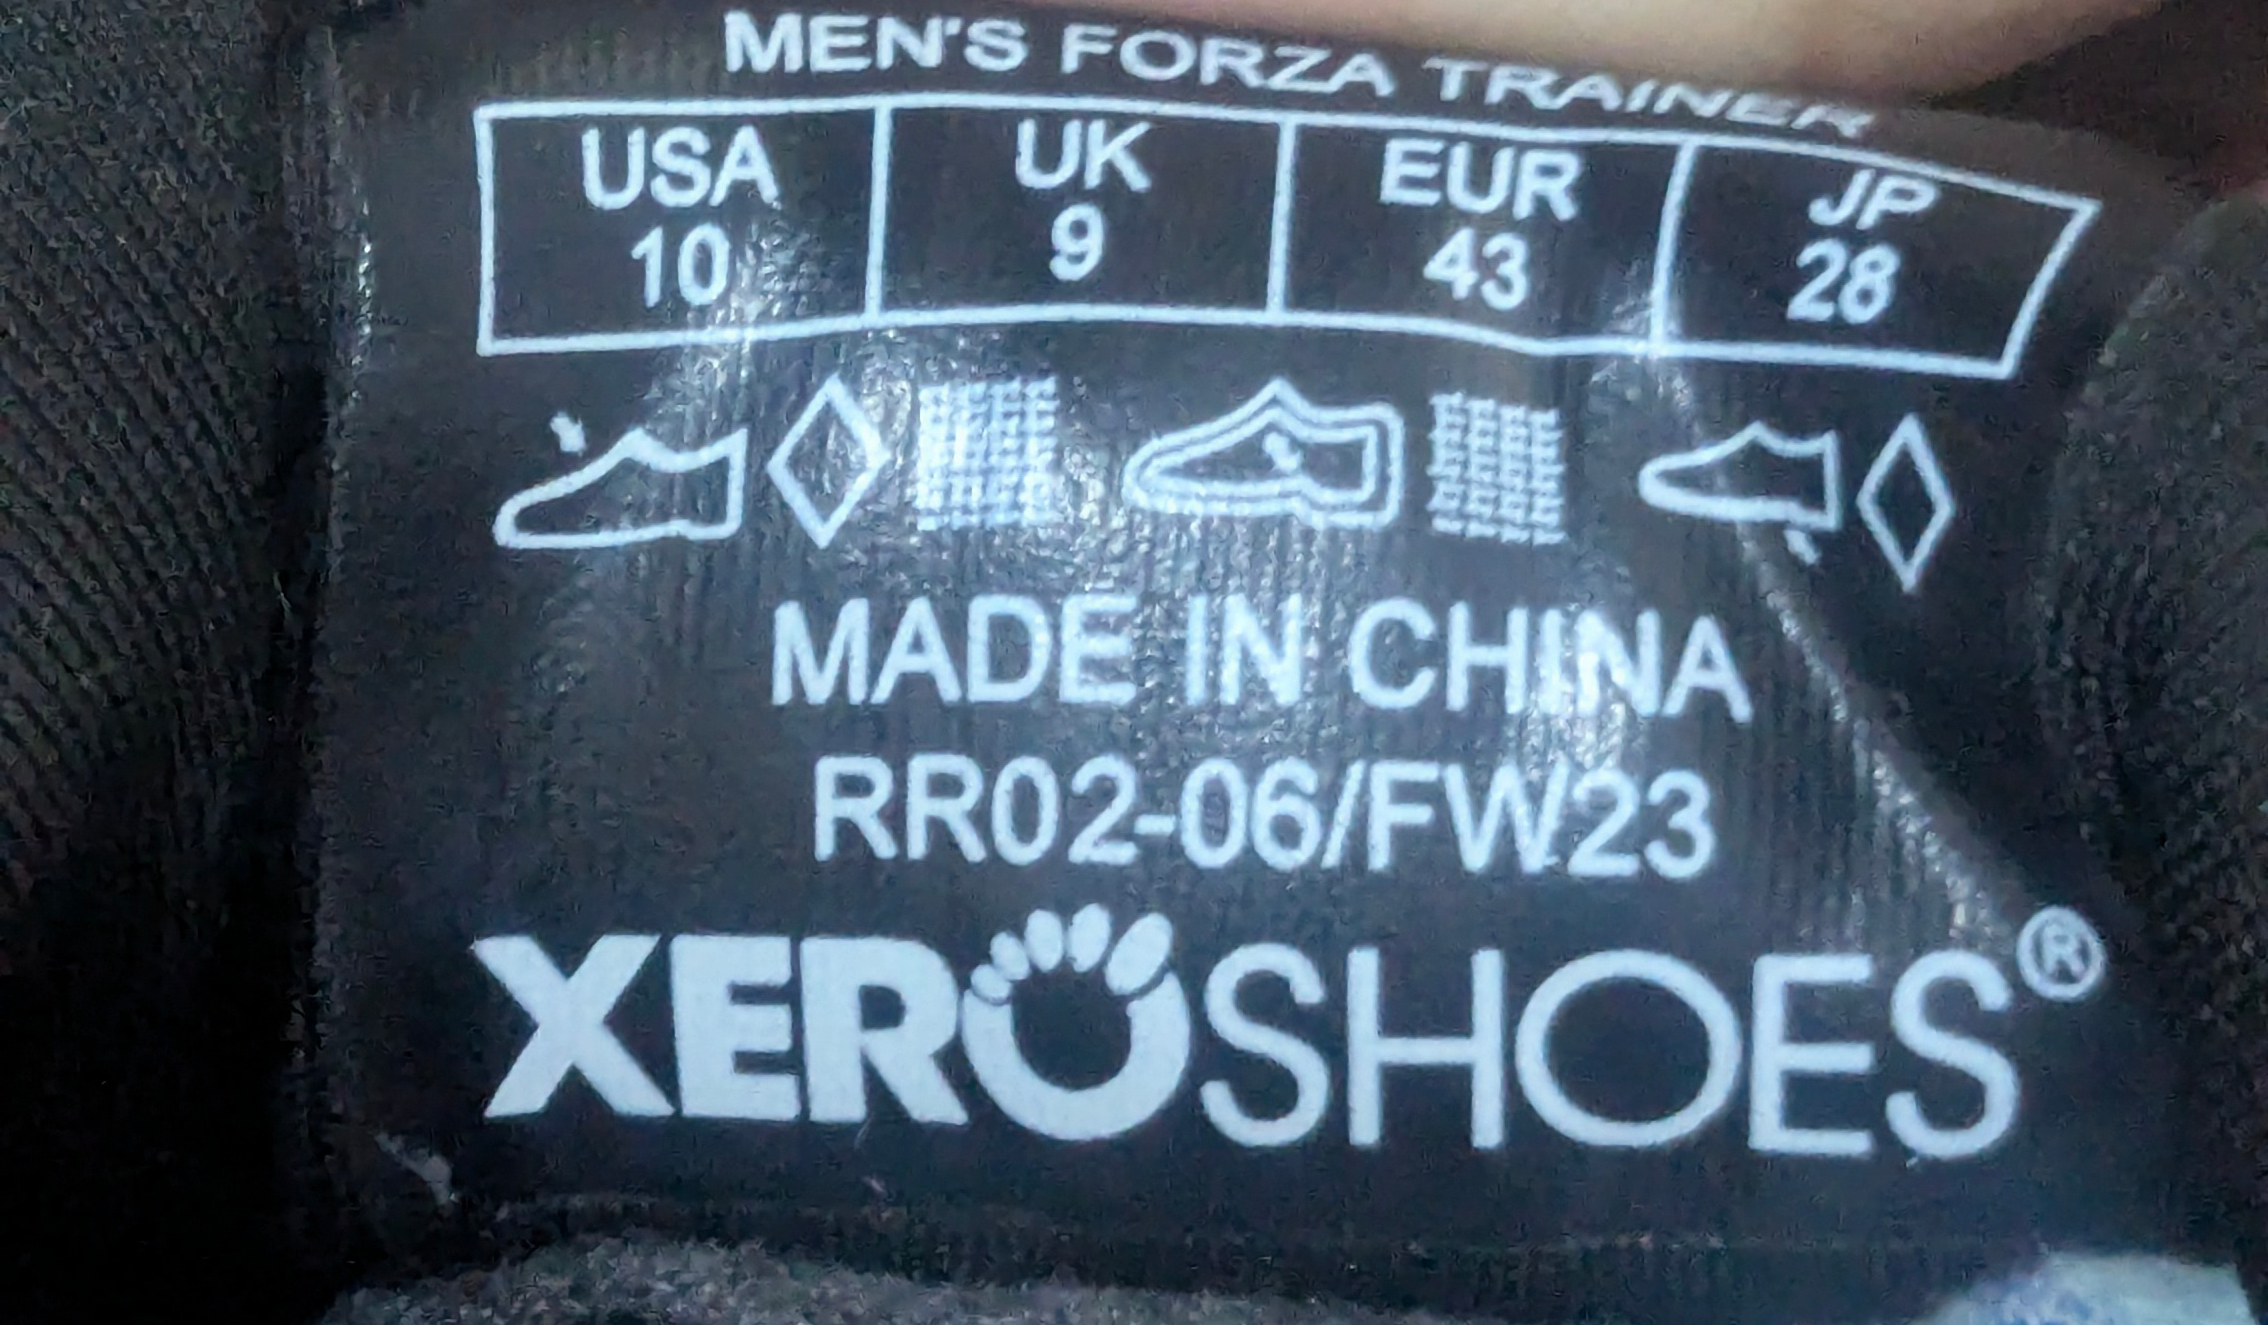 MEN'S FORZA TRAINER
USA UK EUR JP
10 9 43 28
MADE IN CHINA
RR02-06/FW23
XEROSHOES®